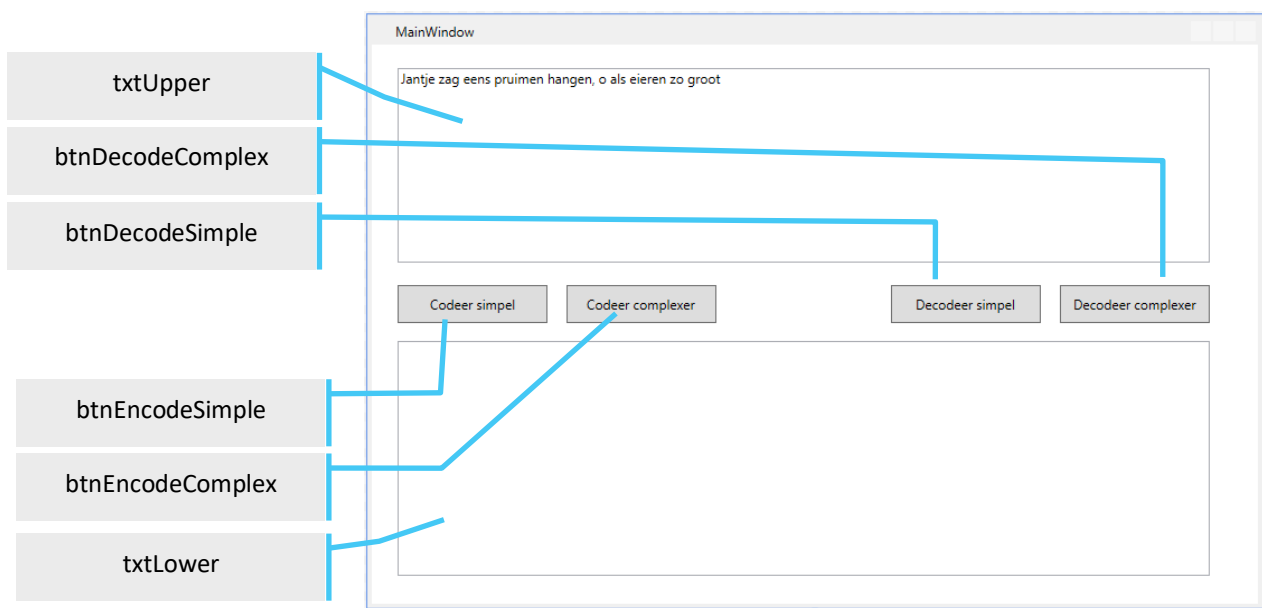 MainWindow
txtUpper
Jantje zag eens pruimen hangen, o als eieren zo groot
btnDecodeComplex
btnDecodeSimple
Codeer simpel
Codeer complexer
Decodeer simpel
Decodeer complexer
btnEncodeSimple
btnEncodeComplex
txtLower